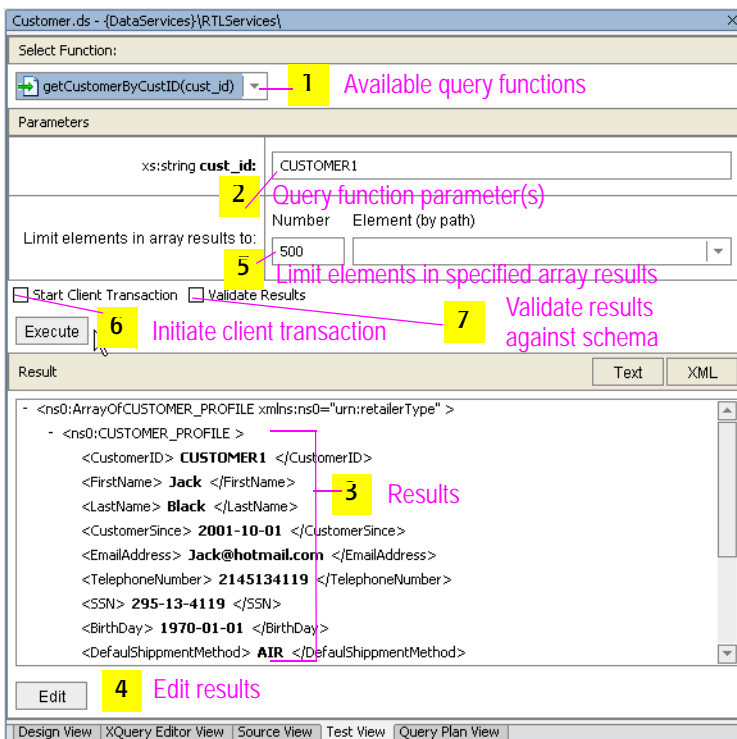 Customer.ds - {DataServices}\RTLServices\
Select Function:
getCustomerByCustID(cust_id)
1 Available query functions
Parameters
xs:string cust_id: CUSTOMER1
2 Query function parameter(s)
Number Element (by path)
Limit elements in array results to: 500
5 Limit elements in specified array results
Start Client Transaction Validate Results
6 Initiate client transaction
7 Validate results
against schema
Execute
Result Text XML
- <ns0:ArrayOfCUSTOMER_PROFILE xmlns:ns0="urn:retailerType" >
- <ns0:CUSTOMER_PROFILE >
<CustomerID> CUSTOMER1 </CustomerID>
<FirstName> Jack </FirstName>
3 Results
<LastName> Black </LastName>
<CustomerSince> 2001-10-01 </CustomerSince>
<EmailAddress> Jack@hotmail.com </EmailAddress>
<TelephoneNumber> 2145134119 </TelephoneNumber>
<SSN> 295-13-4119 </SSN>
<BirthDay> 1970-01-01 </BirthDay>
<DefaulShippmentMethod> AIR </DefaulShippmentMethod>
Edit
4 Edit results
Design View XQuery Editor View Source View Test View Query Plan View